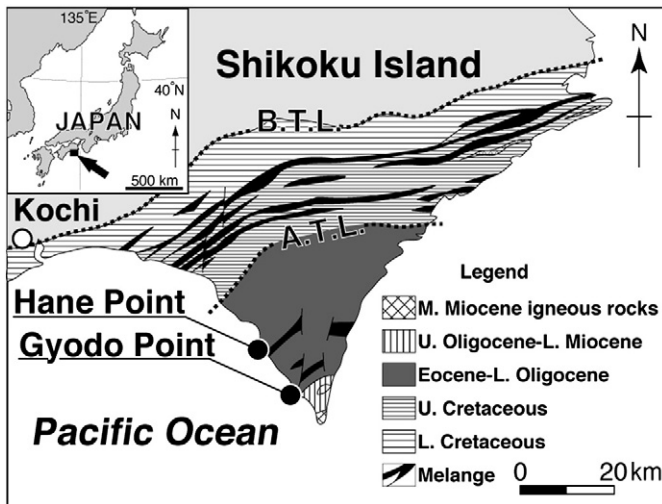 135°E
40°N
N
JAPAN
500 km
Shikoku Island
N
B.T.L.
Kochi
A.T.L.
Hane Point
Gyodo Point
Pacific Ocean
Legend
M. Miocene igneous rocks
U. Oligocene-L. Miocene
Eocene-L. Oligocene
U. Cretaceous
L. Cretaceous
Melange
0 20 km